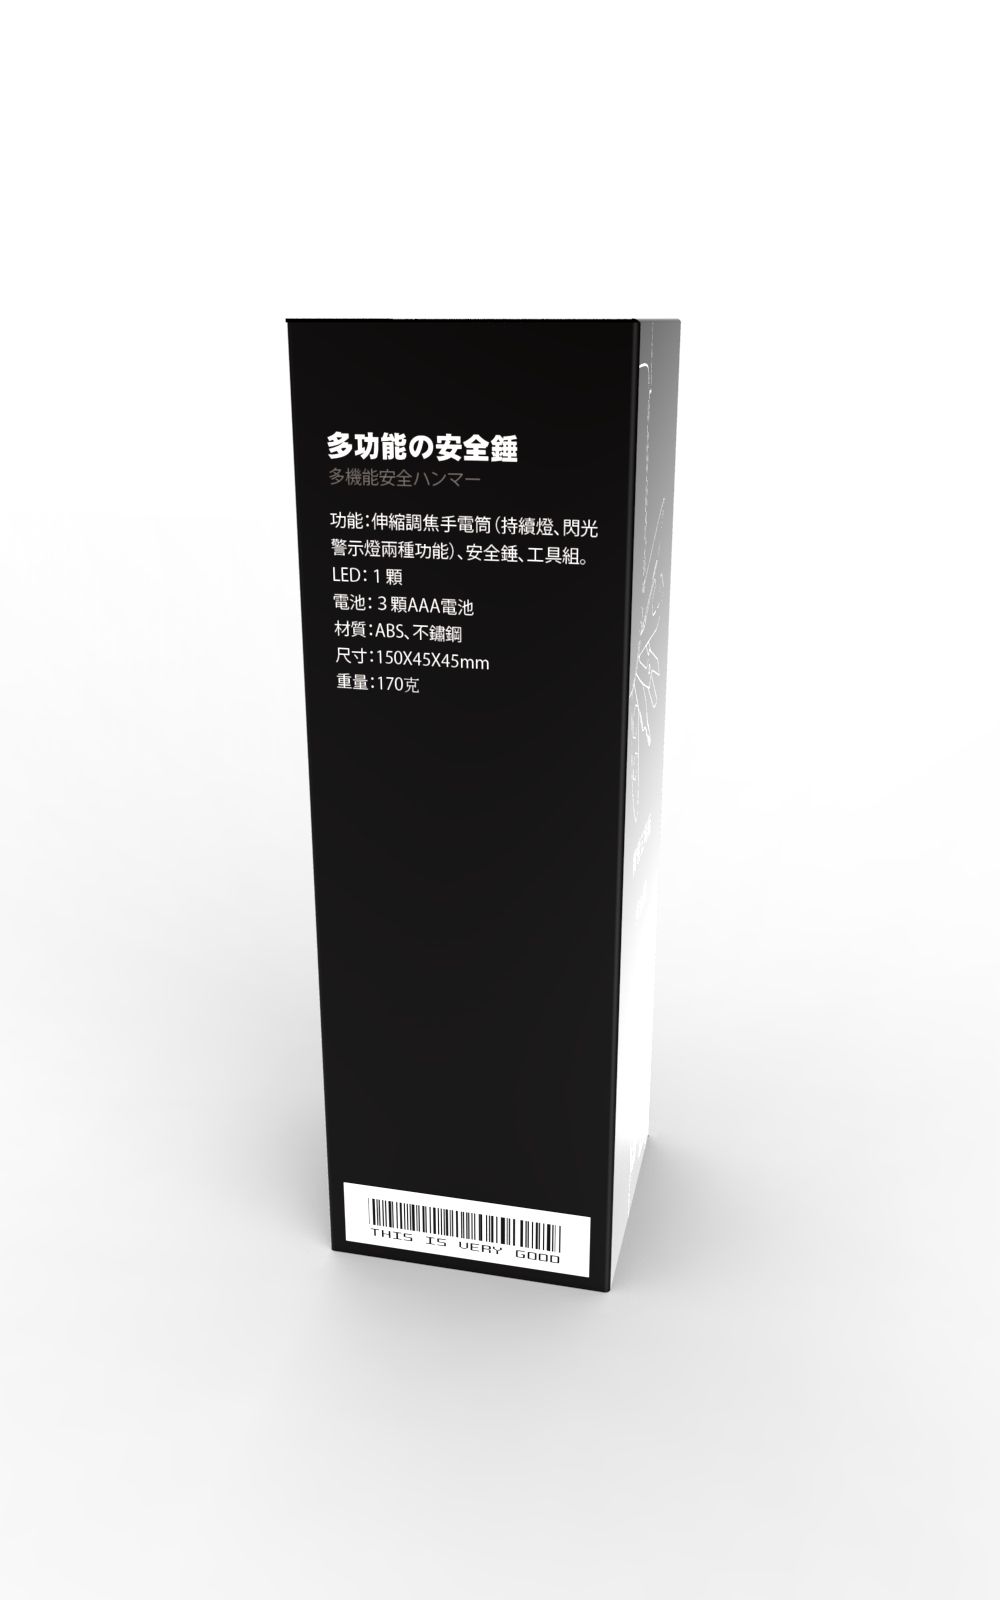 多功能の安全錘
多機能安全ハンマー
功能：伸縮調焦手電筒（持續燈、閃光
警示燈兩種功能）、安全錘、工具組。
LED：1 顆
電池：3 顆AAA電池
材質：ABS、不鏽鋼
尺寸：150X45X45mm
重量：170克
THIS IS VERY GOOD